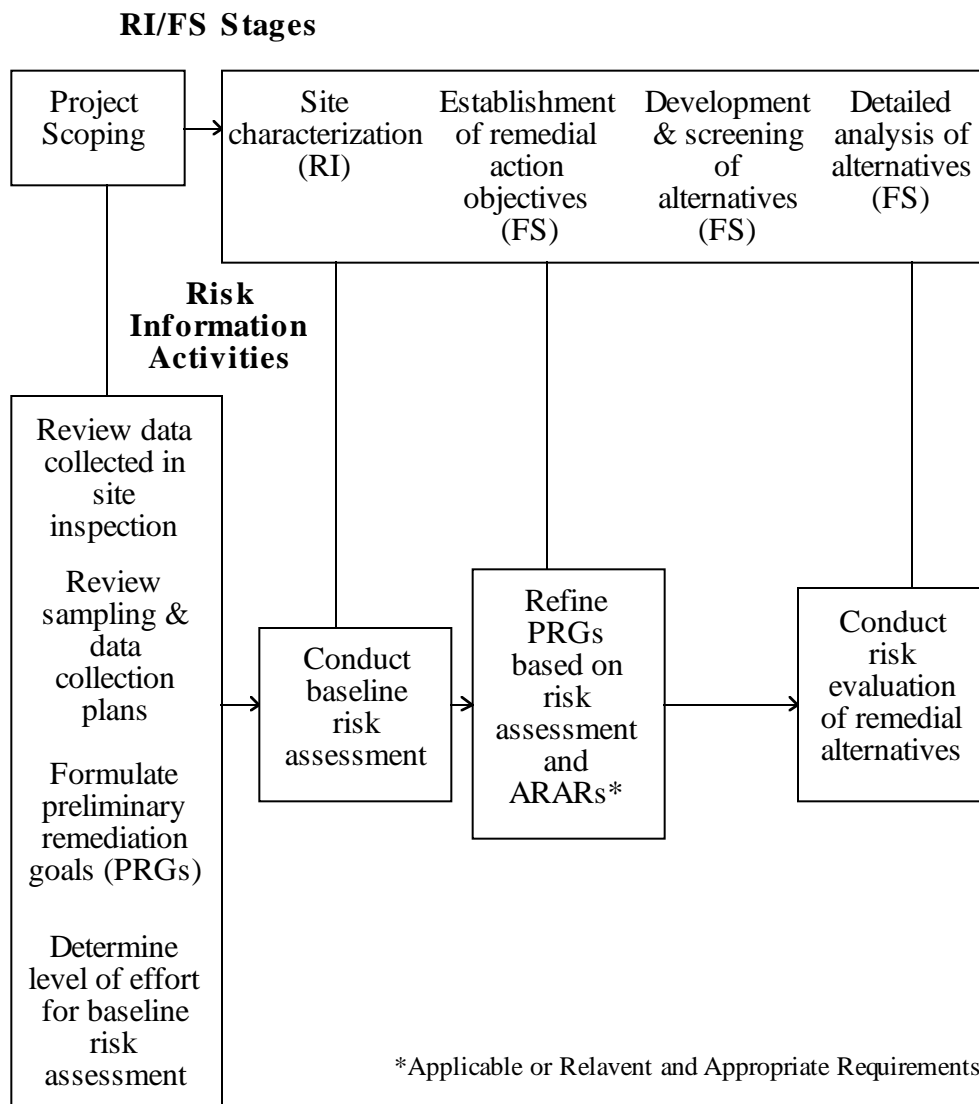 RI/FS Stages
Project
Scoping
Site
characterization
(RI)
Establishment
of remedial
action
objectives
(FS)
Development
& screening
of
alternatives
(FS)
Detailed
analysis of
alternatives
(FS)
Risk
Information
Activities
Review data
collected in
site
inspection
Review
sampling &
data
collection
plans
Formulate
preliminary
remediation
goals (PRGs)
Determine
level of effort
for baseline
risk
assessment
Conduct
baseline
risk
assessment
Refine
PRGs
based on
risk
assessment
and
ARARs*
Conduct
risk
evaluation
of remedial
alternatives
*Applicable or Relavent and Appropriate Requirements